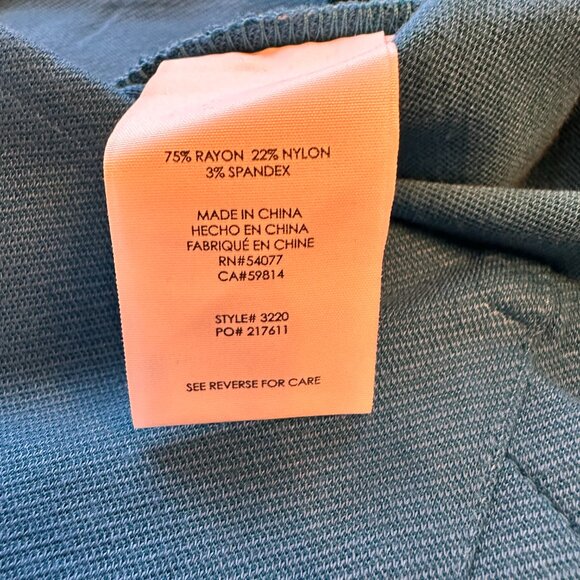 75% RAYON 22% NYLON
3% SPANDEX
MADE IN CHINA
HECHO EN CHINA
FABRIQUÉ EN CHINE
RN#54077
CA#59814
STYLE# 3220
PO# 217611
SEE REVERSE FOR CARE